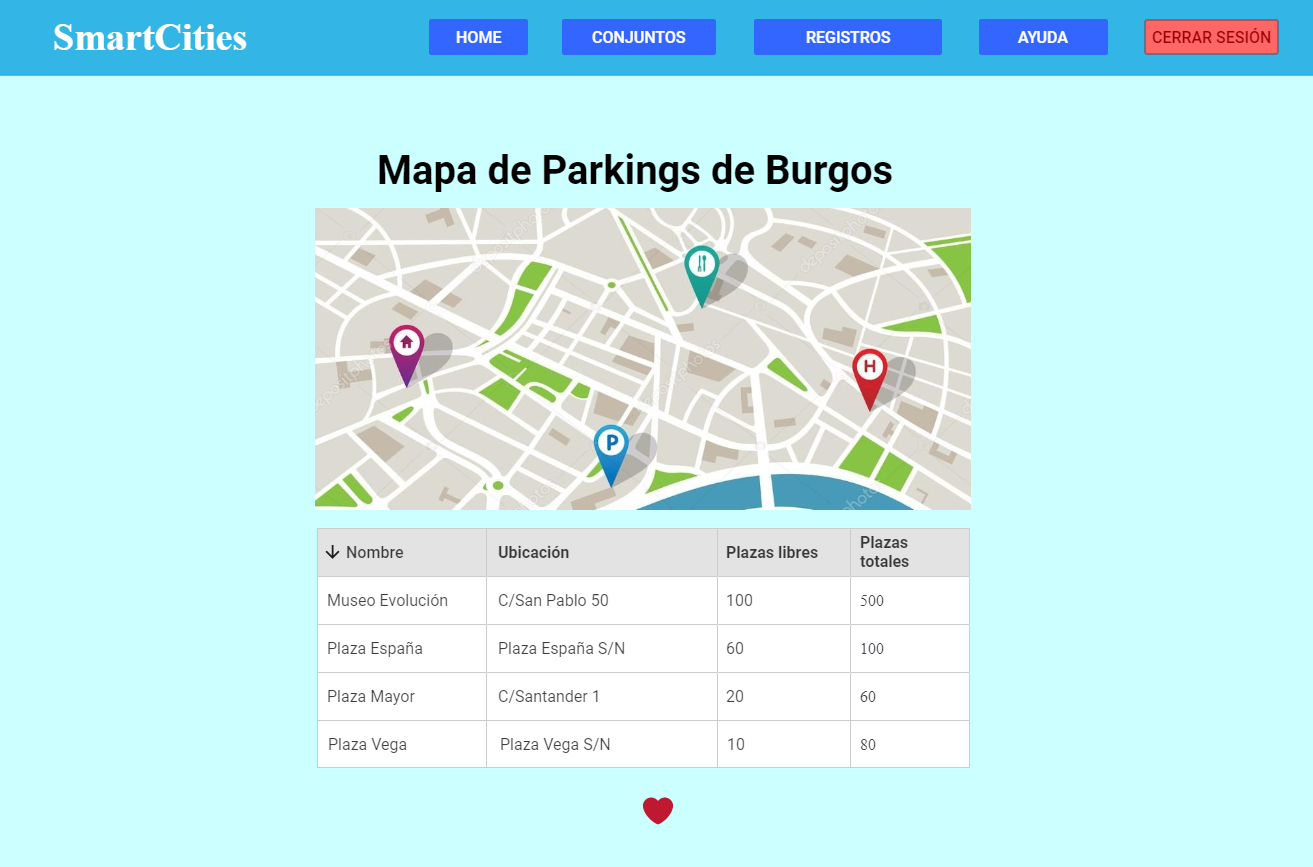 SmartCities HOME CONJUNTOS REGISTROS AYUDA CERRAR SESIÓN
Mapa de Parkings de Burgos
H
P
Nombre Ubicación Plazas libres Plazas totales
Museo Evolución C/San Pablo 50 100 500
Plaza España Plaza España S/N 60 100
Plaza Mayor C/Santander 1 20 60
Plaza Vega Plaza Vega S/N 10 80